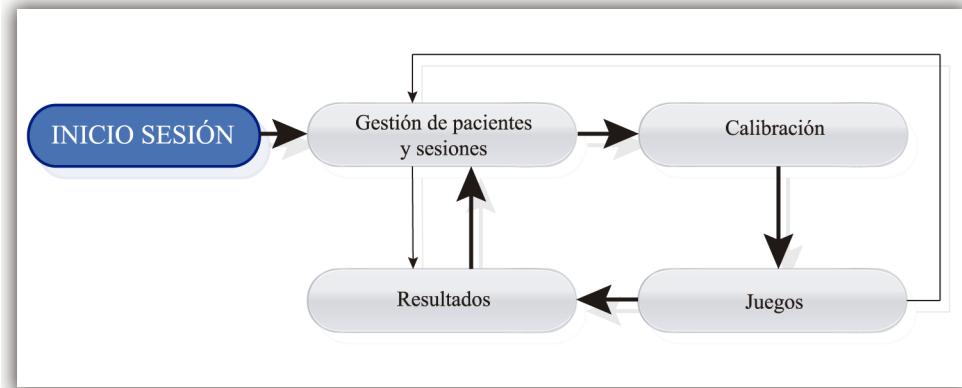 INICIO SESIÓN
Gestión de pacientes
y sesiones
Calibración
Resultados
Juegos